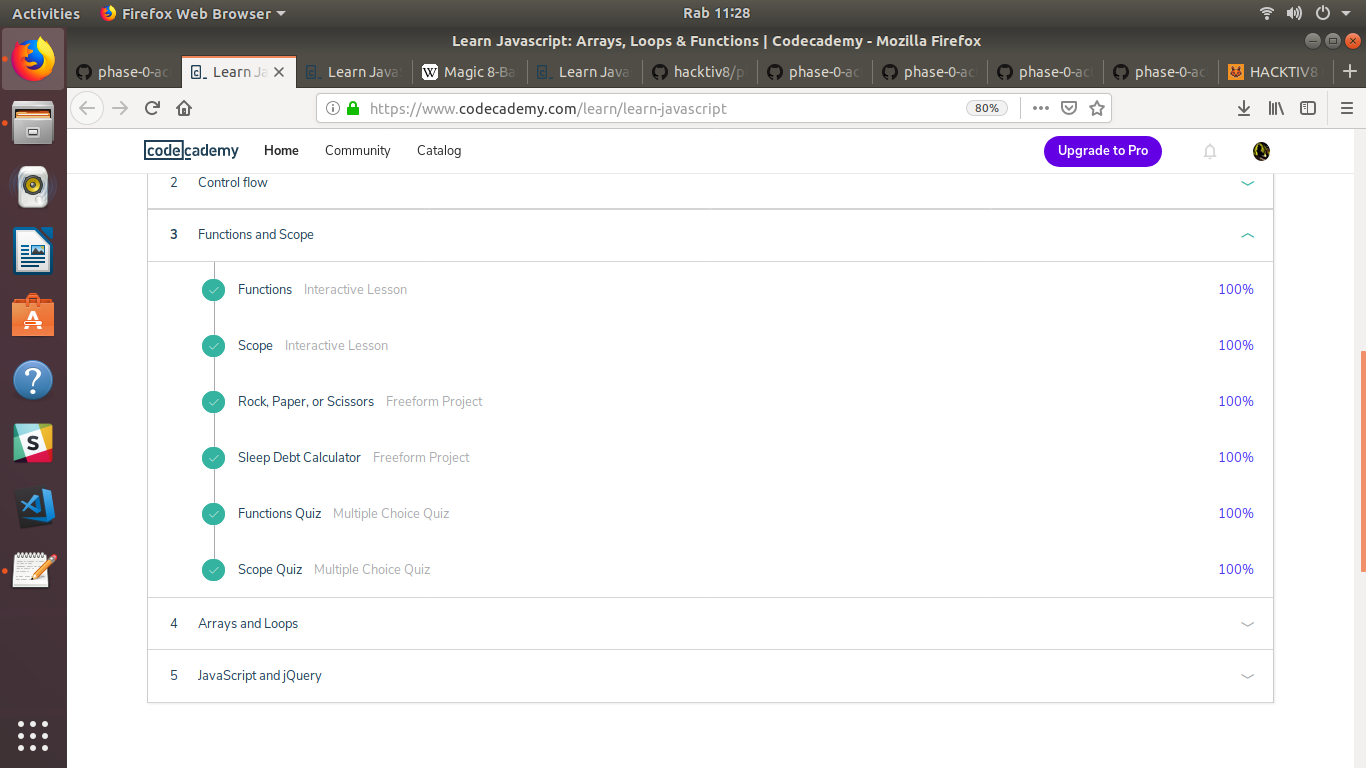 Activities Firefox Web Browser Rab 11:28
Learn Javascript: Arrays, Loops & Functions | Codecademy - Mozilla Firefox
phase-0-ac Learn Ja Learn Java Magic 8-Ba Learn Java hacktiv8/p phase-0-ac phase-0-ac phase-0-ac phase-0-ac HACKTIV8
https://www.codecademy.com/learn/learn-javascript 80%
codecademy Home Community Catalog Upgrade to Pro
2 Control flow
3 Functions and Scope
Functions Interactive Lesson 100%
Scope Interactive Lesson 100%
Rock, Paper, or Scissors Freeform Project 100%
Sleep Debt Calculator Freeform Project 100%
Functions Quiz Multiple Choice Quiz 100%
Scope Quiz Multiple Choice Quiz 100%
4 Arrays and Loops
5 JavaScript and jQuery